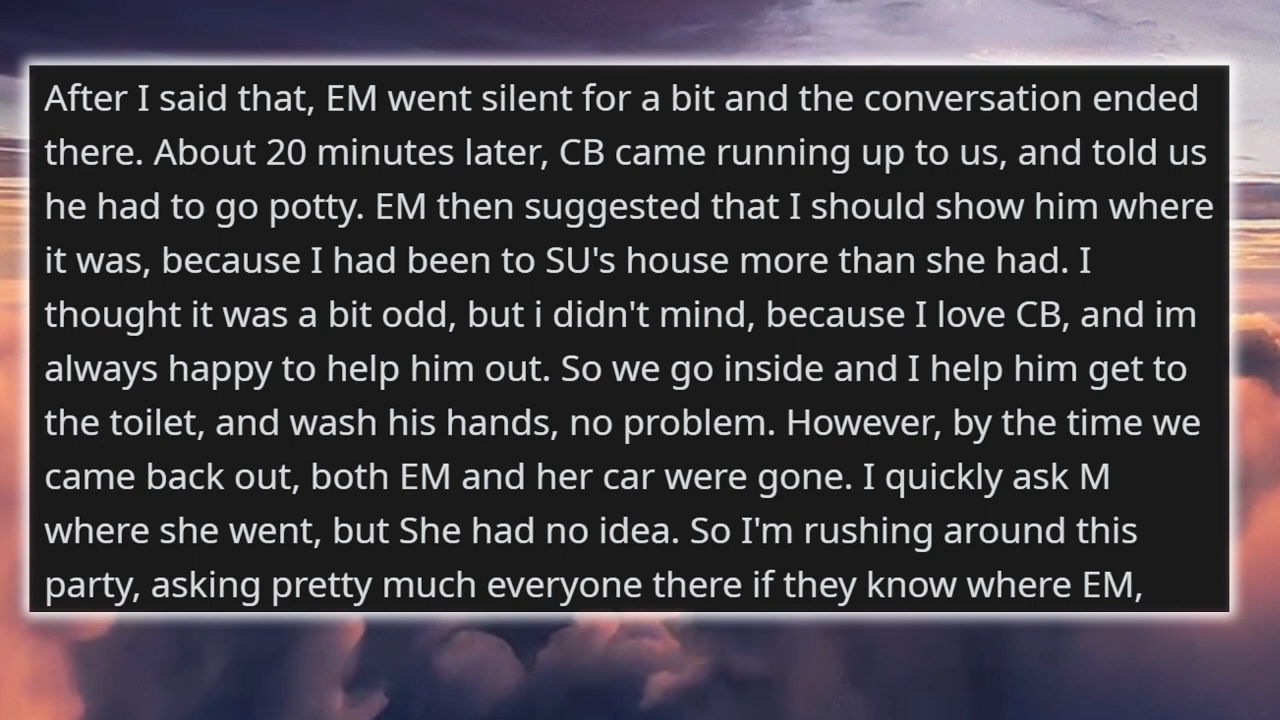 After I said that, EM went silent for a bit and the conversation ended
there. About 20 minutes later, CB came running up to us, and told us
he had to go potty. EM then suggested that I should show him where
it was, because I had been to SU's house more than she had. I
thought it was a bit odd, but i didn't mind, because I love CB, and im
always happy to help him out. So we go inside and I help him get to
the toilet, and wash his hands, no problem. However, by the time we
came back out, both EM and her car were gone. I quickly ask M
where she went, but She had no idea. So I'm rushing around this
party, asking pretty much everyone there if they know where EM,